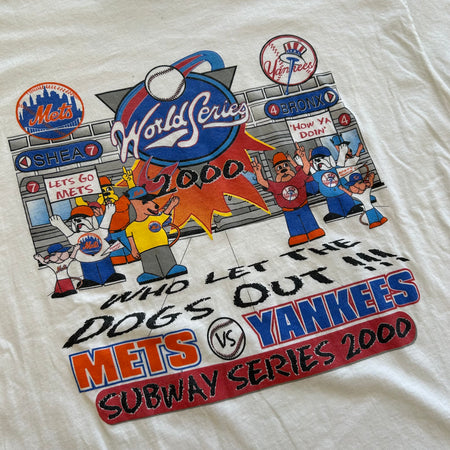 Mets
Yankees
World Series
2000
SHEA 7
BRONX 4
7
4
LETS GO
METS
"HOW YA
DOIN"
WHO LET THE
DOGS OUT !!!
METS VS YANKEES
SUBWAY SERIES 2000